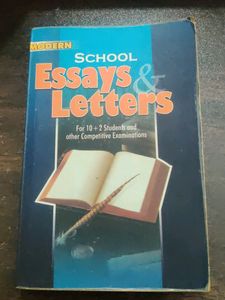 MODERN
SCHOOL
Essays &
Letters
For 10+2 Students and
other Competitive Examinations